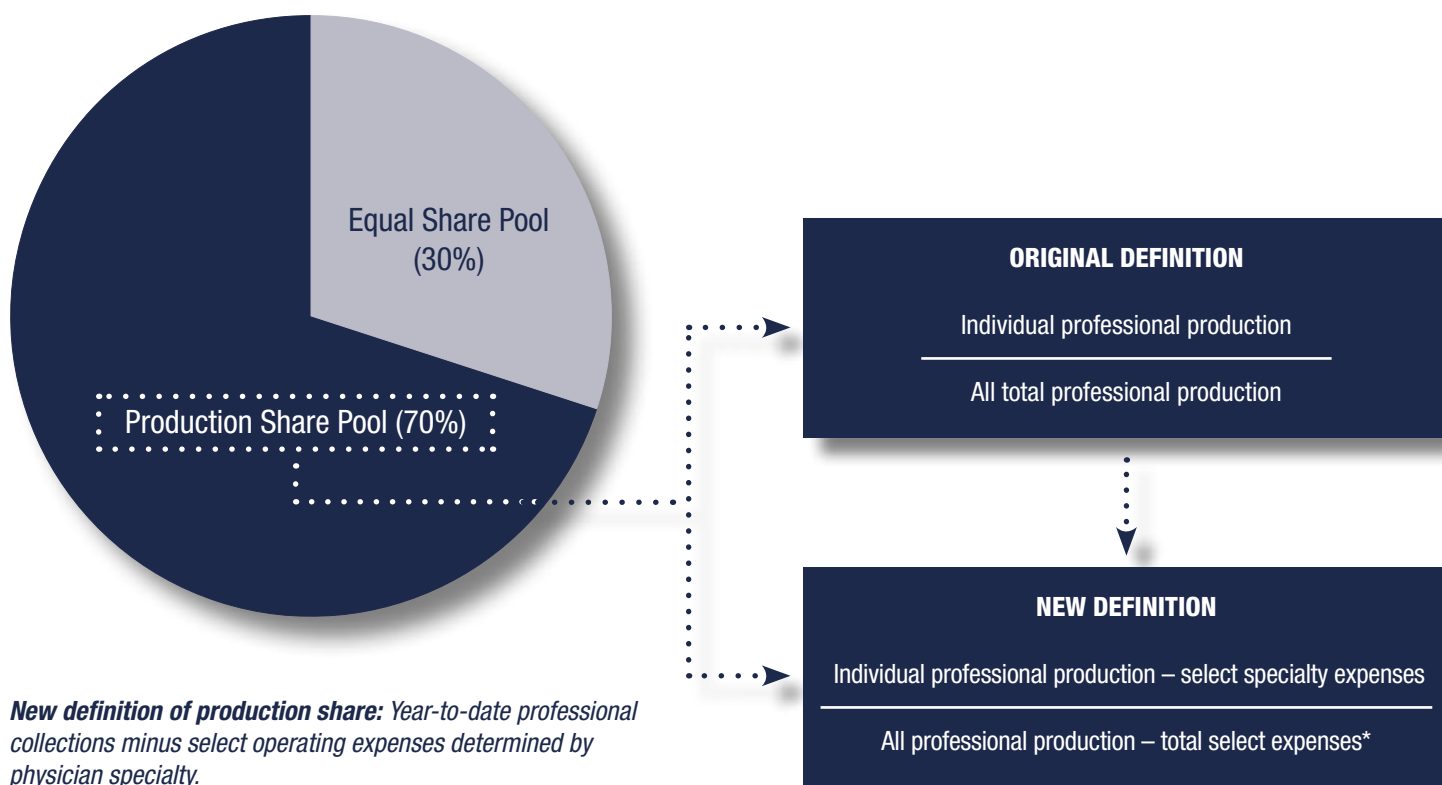 Equal Share Pool
(30%)
Production Share Pool (70%)
New definition of production share: Year-to-date professional
collections minus select operating expenses determined by
physician specialty.
ORIGINAL DEFINITION
Individual professional production
All total professional production
NEW DEFINITION
Individual professional production – select specialty expenses
All professional production – total select expenses*